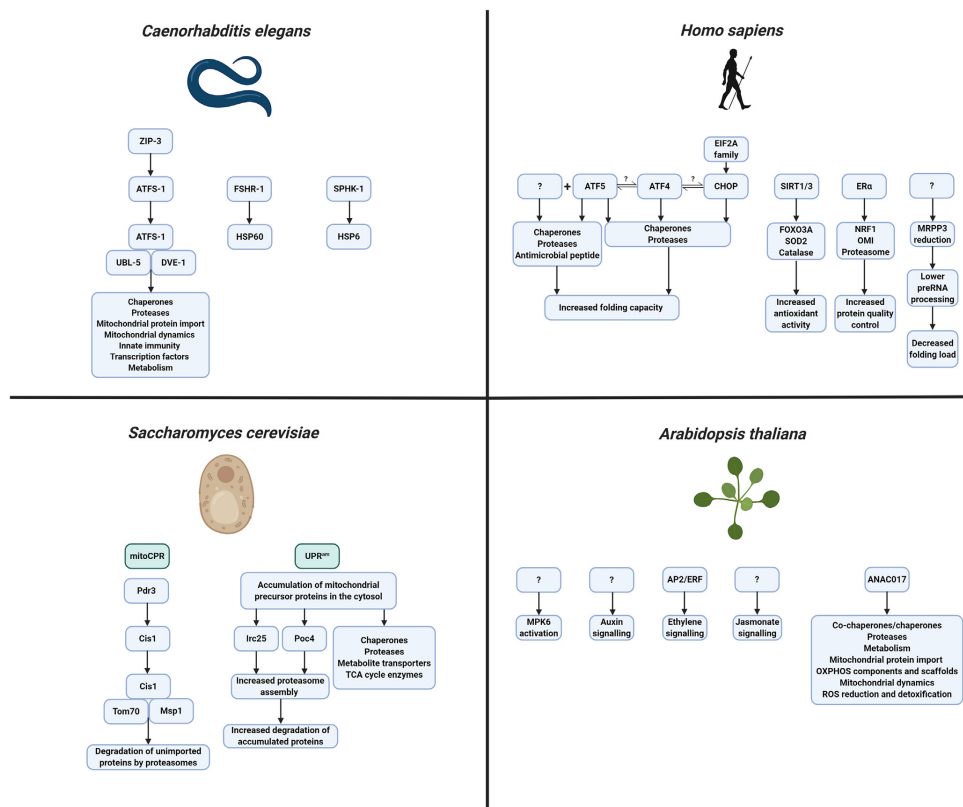 Caenorhabditis elegans
ZIP-3
ATFS-1
FSHR-1
SPHK-1
ATFS-1
HSP60
HSP6
UBL-5
DVE-1
Chaperones
Proteases
Mitochondrial protein import
Mitochondrial dynamics
Innate immunity
Transcription factors
Metabolism
Homo sapiens
EIF2A
family
?
+
ATF5
?
ATF4
?
CHOP
SIRT1/3
ERα
?
Chaperones
Proteases
Antimicrobial peptide
Chaperones
Proteases
FOXO3A
SOD2
Catalase
NRF1
OMI
Proteasome
MRPP3
reduction
Increased folding capacity
Increased
antioxidant
activity
Increased
protein quality
control
Lower
preRNA
processing
Decreased
folding load
Saccharomyces cerevisiae
mitoCPR
UPRᵃᵐ
Pdr3
Accumulation of mitochondrial
precursor proteins in the cytosol
Cis1
Irc25
Poc4
Chaperones
Proteases
Metabolite transporters
TCA cycle enzymes
Cis1
Increased proteasome
assembly
Tom70
Msp1
Increased degradation of
accumulated proteins
Degradation of unimported
proteins by proteasomes
Arabidopsis thaliana
?
?
AP2/ERF
?
ANAC017
MPK6
activation
Auxin
signalling
Ethylene
signalling
Jasmonate
signalling
Co-chaperones/chaperones
Proteases
Metabolism
Mitochondrial protein import
OXPHOS components and scaffolds
Mitochondrial dynamics
ROS reduction and detoxification